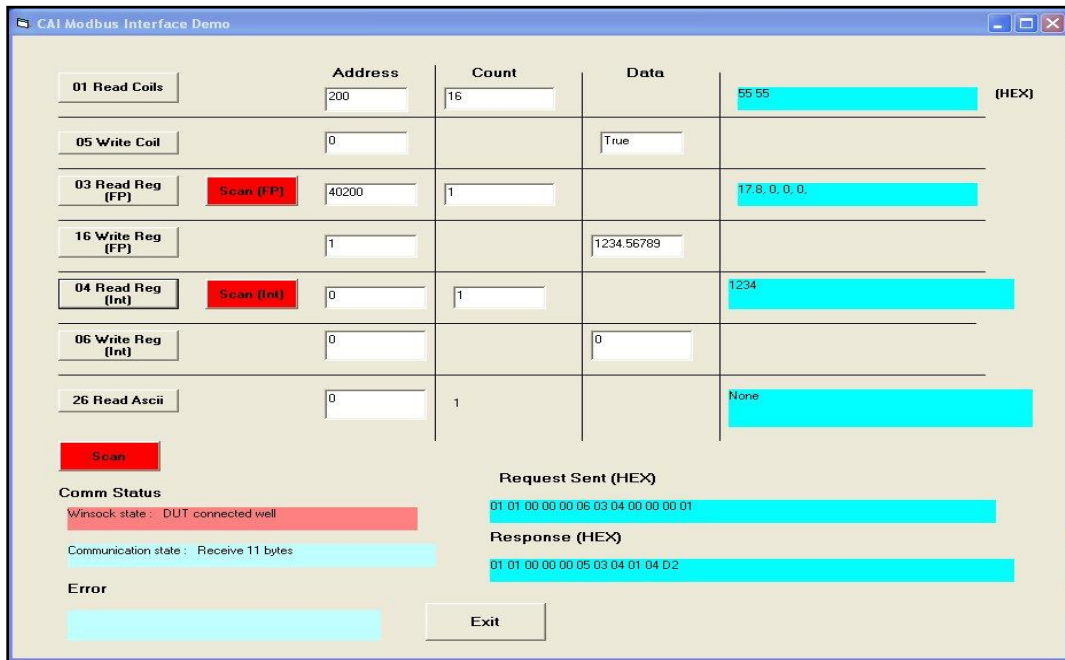 CAI Modbus Interface Demo
Address Count Data
01 Read Coils 200 16 55 55 (HEX)
05 Write Coil 0 True
03 Read Reg
(FP) Scan (FP) 40200 1 17.8, 0, 0, 0,
16 Write Reg
(FP) 1 1234.56789
04 Read Reg
(Int) Scan (Int) 0 1 1234
06 Write Reg
(Int) 0 0
26 Read Ascii 0 1 None
Scan
Request Sent (HEX)
Comm Status
01 01 00 00 00 06 03 04 00 00 00 01
Winsock state : DUT connected well
Response (HEX)
Communication state : Receive 11 bytes
01 01 00 00 00 05 03 04 01 04 D2
Error
Exit